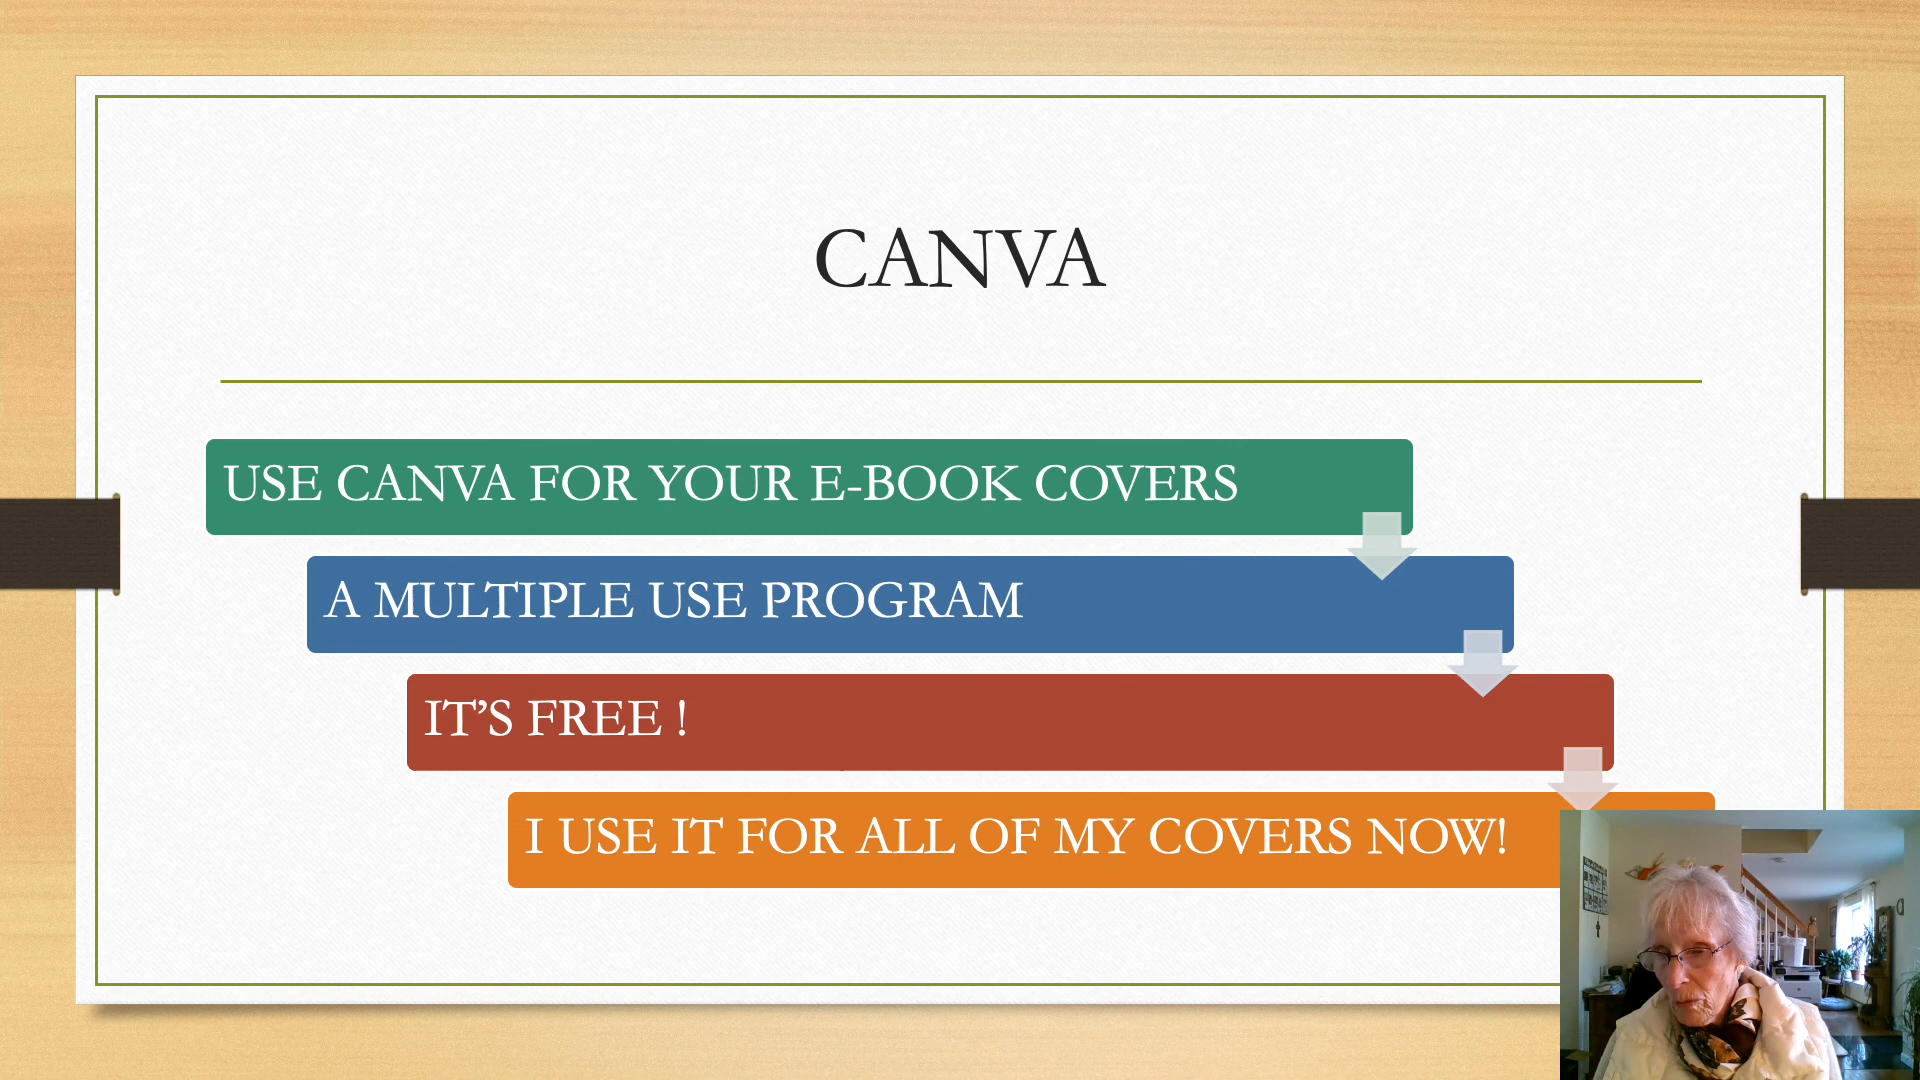 CANVA
USE CANVA FOR YOUR E-BOOK COVERS
A MULTIPLE USE PROGRAM
IT’S FREE !
I USE IT FOR ALL OF MY COVERS NOW!